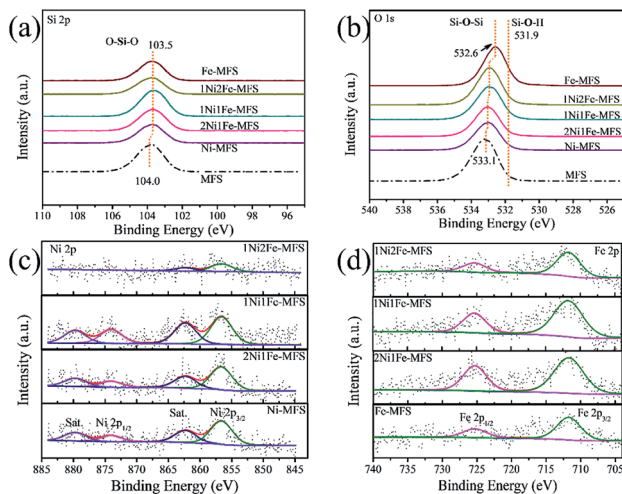 (a)
Si 2p
O-Si-O
103.5
Fe-MFS
1Ni2Fe-MFS
1Ni1Fe-MFS
2Ni1Fe-MFS
Ni-MFS
104.0
MFS
Intensity (a.u.)
110 108 106 104 102 100 98 96
Binding Energy (eV)
(b)
O 1s
Si-O-Si
Si-O-II
531.9
532.6
Fe-MFS
1Ni2Fe-MFS
1Ni1Fe-MFS
2Ni1Fe-MFS
Ni-MFS
533.1
MFS
Intensity (a.u.)
540 538 536 534 532 530 528 526
Binding Energy (eV)
(c)
Ni 2p
1Ni2Fe-MFS
1Ni1Fe-MFS
2Ni1Fe-MFS
Ni-MFS
Sat.
Ni 2p1/2
Sat.
Ni 2p3/2
Intensity (a.u.)
885 880 875 870 865 860 855 850 845
Binding Energy (eV)
(d)
1Ni2Fe-MFS
Fe 2p
1Ni1Fe-MFS
2Ni1Fe-MFS
Fe-MFS
Fe 2p1/2
Fe 2p3/2
Intensity (a.u.)
740 735 730 725 720 715 710 705
Binding Energy (eV)